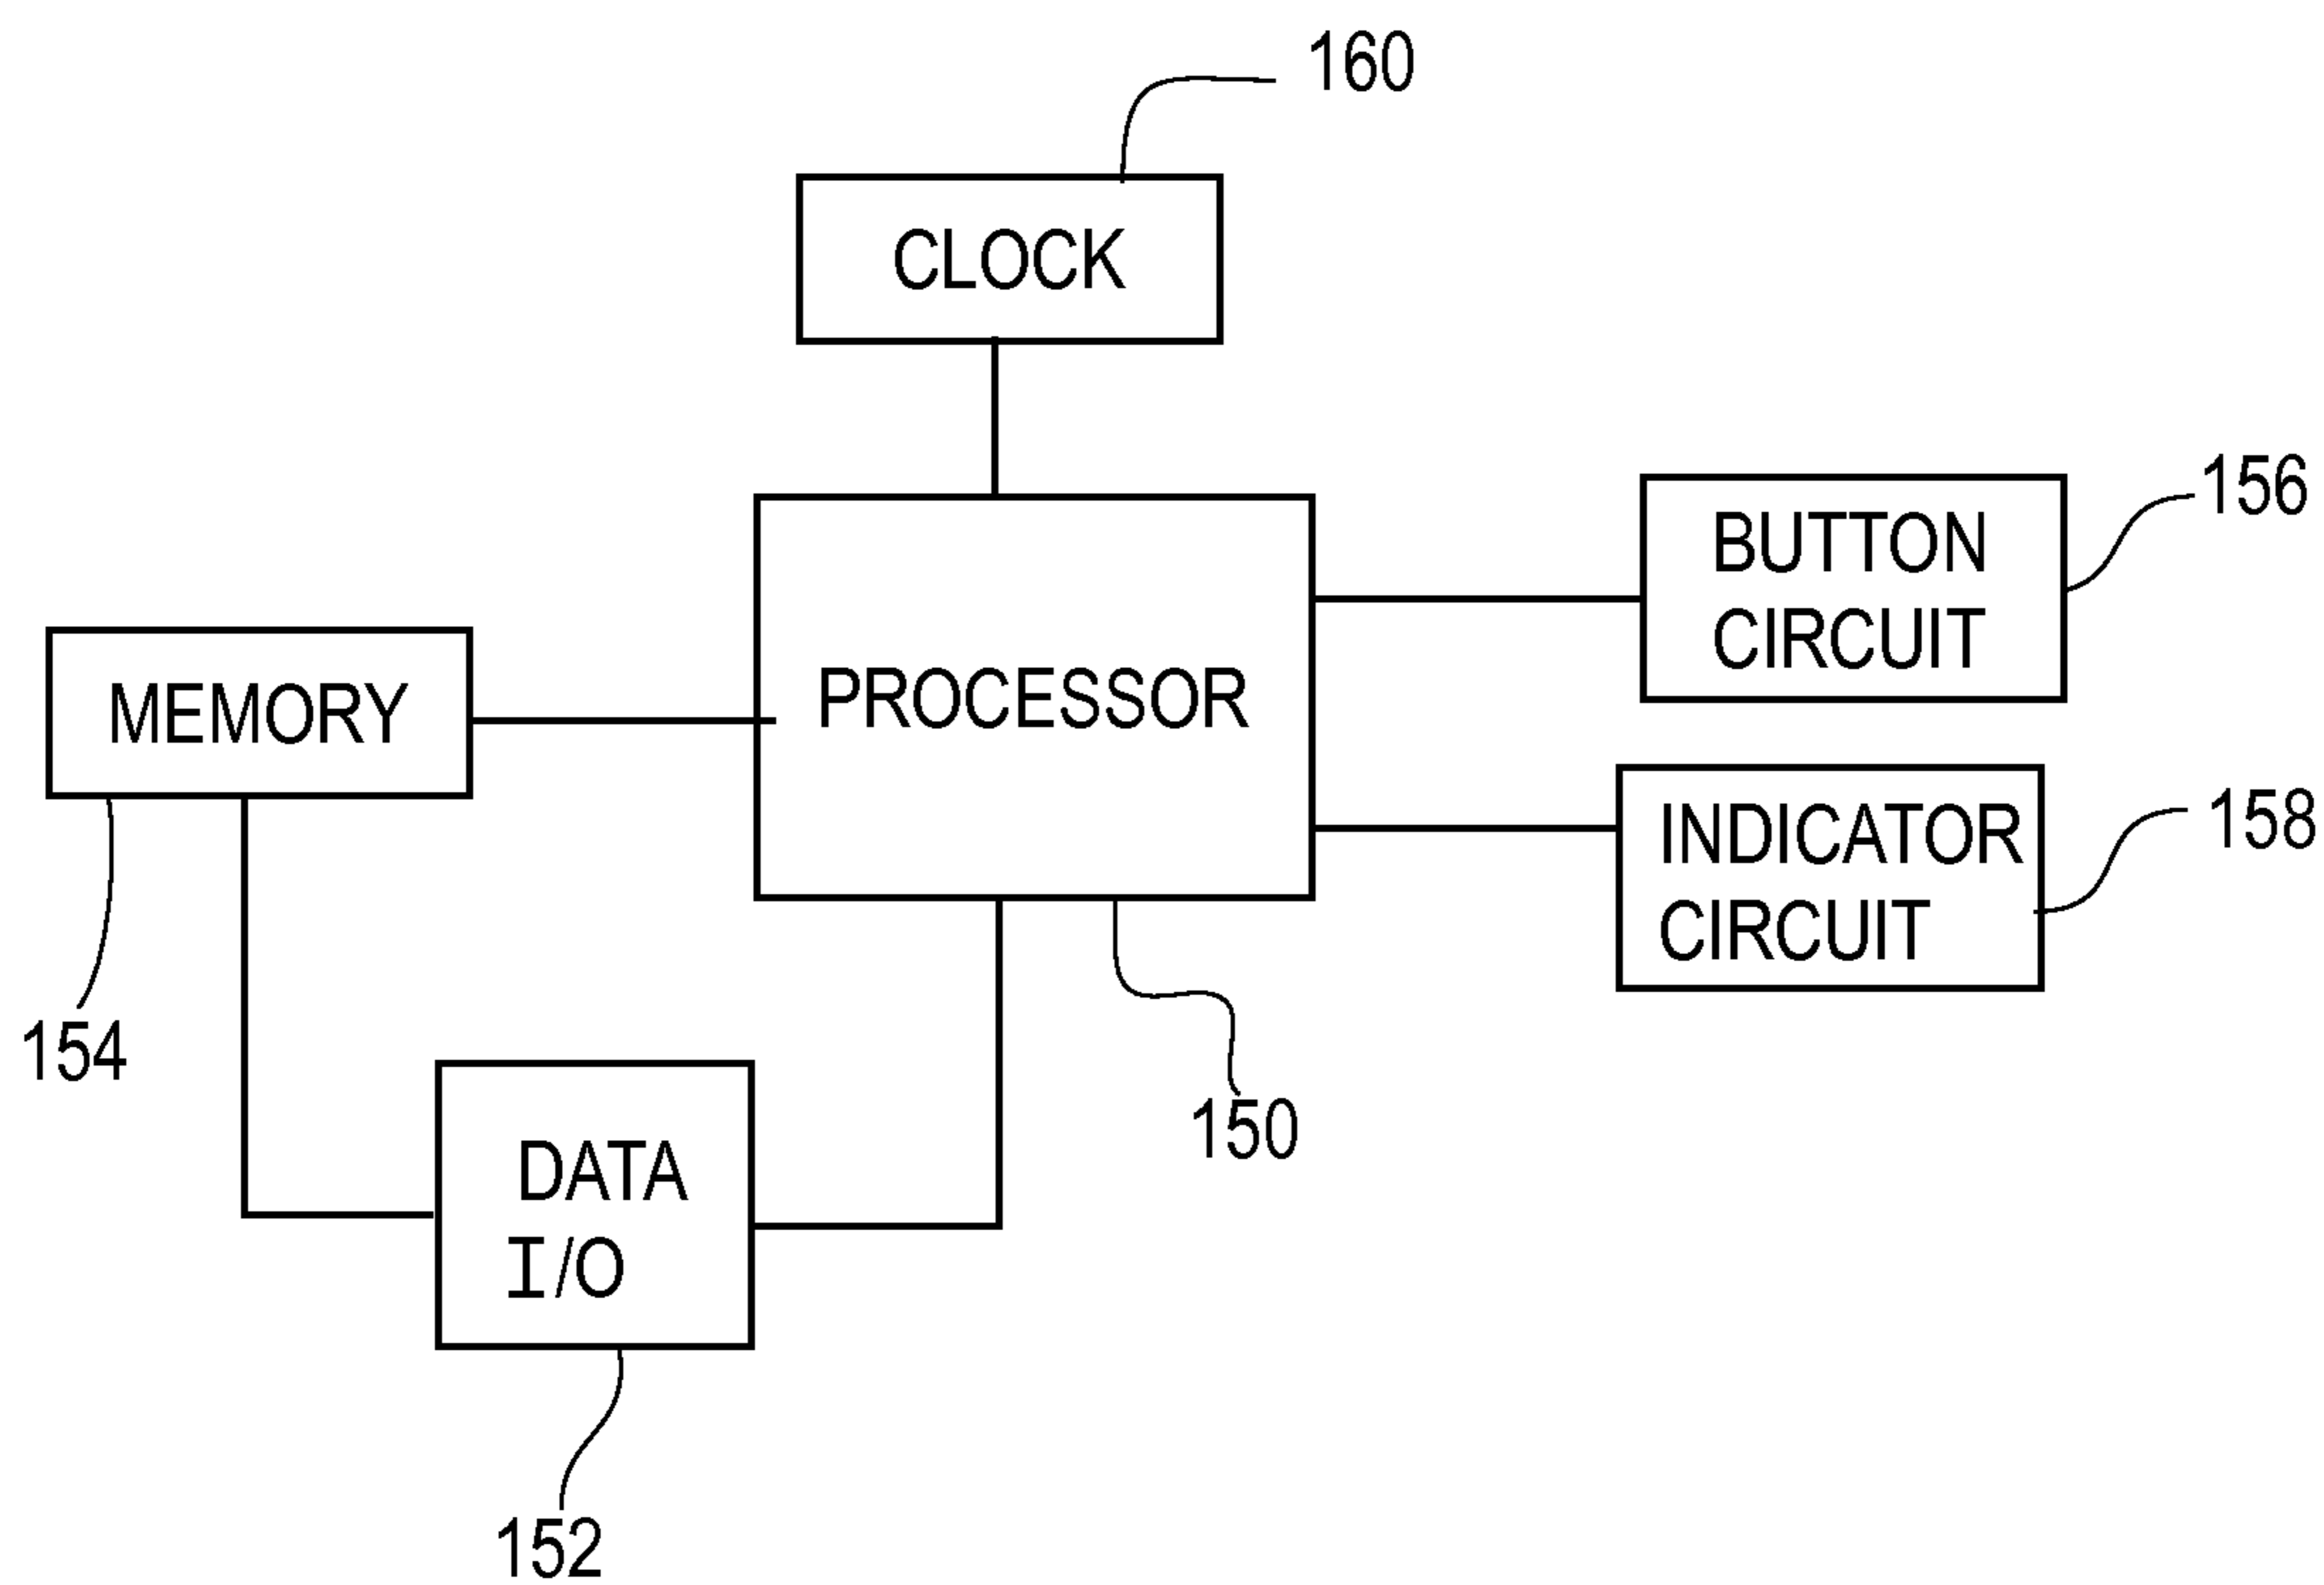 160
CLOCK
156
BUTTON
CIRCUIT
MEMORY
PROCESSOR
158
INDICATOR
CIRCUIT
154
150
DATA
I/O
152